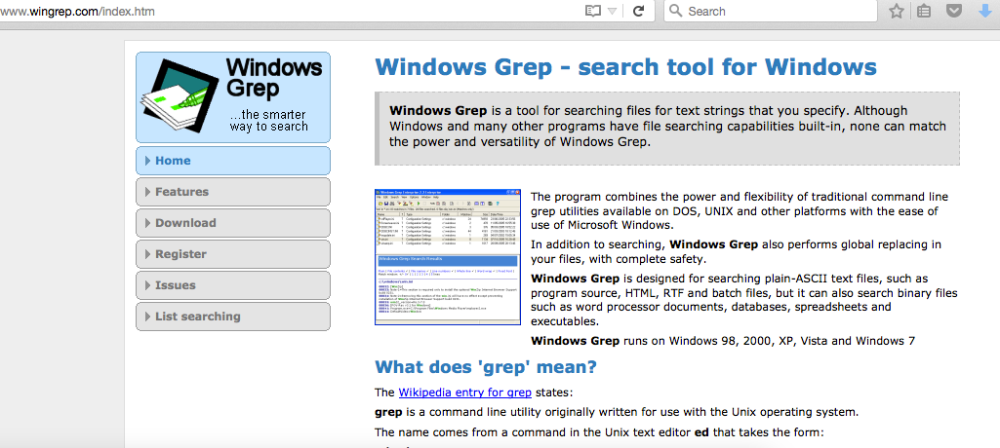 www.wingrep.com/index.htm
Search
Windows
Grep
...the smarter
way to search
Home
Features
Download
Register
Issues
List searching
Windows Grep - search tool for Windows
Windows Grep is a tool for searching files for text strings that you specify. Although
Windows and many other programs have file searching capabilities built-in, none can match
the power and versatility of Windows Grep.
Windows Grep Search Results
The program combines the power and flexibility of traditional command line
grep utilities available on DOS, UNIX and other platforms with the ease of
use of Microsoft Windows.
In addition to searching, Windows Grep also performs global replacing in
your files, with complete safety.
Windows Grep is designed for searching plain-ASCII text files, such as
program source, HTML, RTF and batch files, but it can also search binary files
such as word processor documents, databases, spreadsheets and
executables.
Windows Grep runs on Windows 98, 2000, XP, Vista and Windows 7
What does 'grep' mean?
The Wikipedia entry for grep states:
grep is a command line utility originally written for use with the Unix operating system.
The name comes from a command in the Unix text editor ed that takes the form: